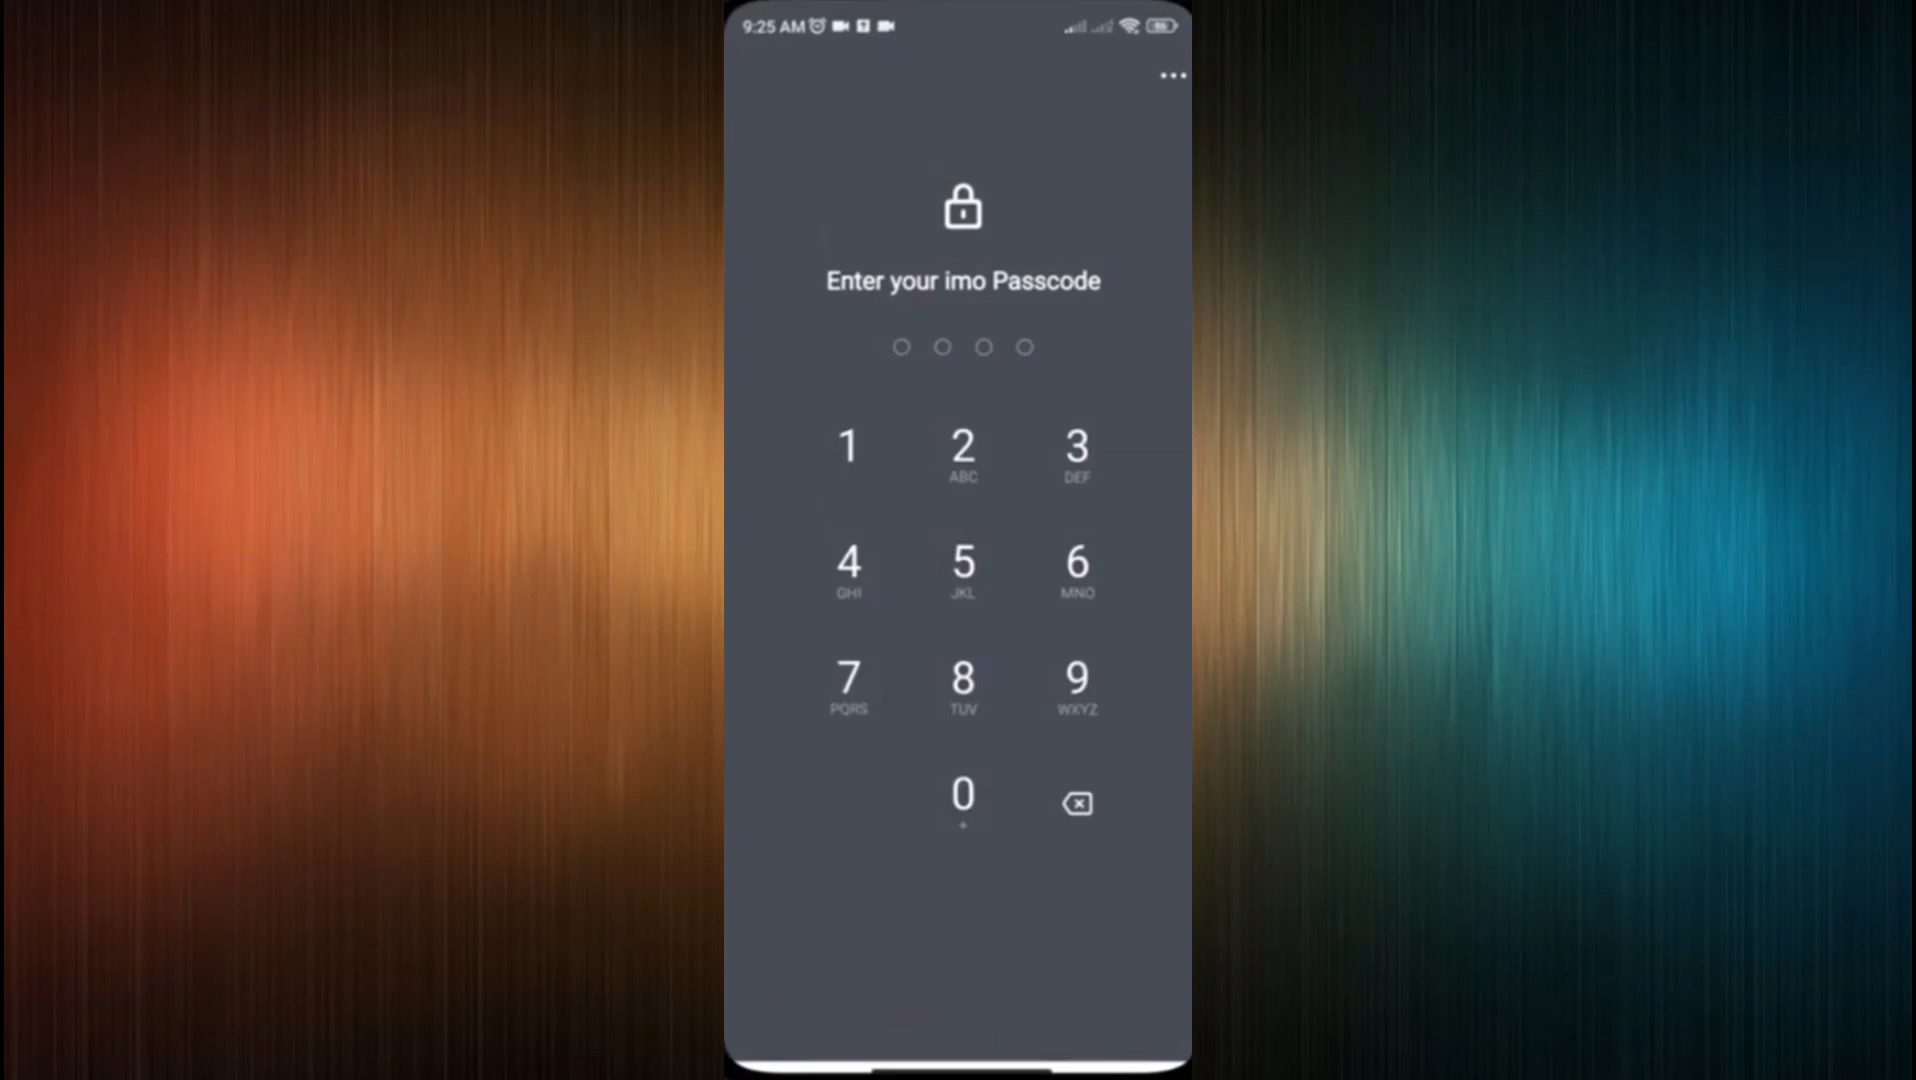 9:25 AM
Enter your imo Passcode
1 2 3
ABC DEF
4 5 6
GHI JKL MNO
7 8 9
PQRS TUV WXYZ
0
+